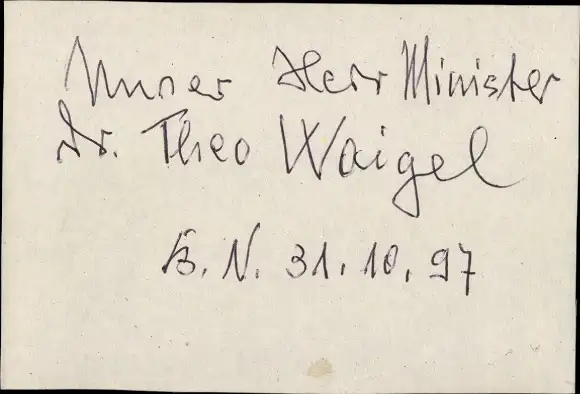 Unser Herr Minister
Dr. Theo Waigel
B. N. 31. 10. 97